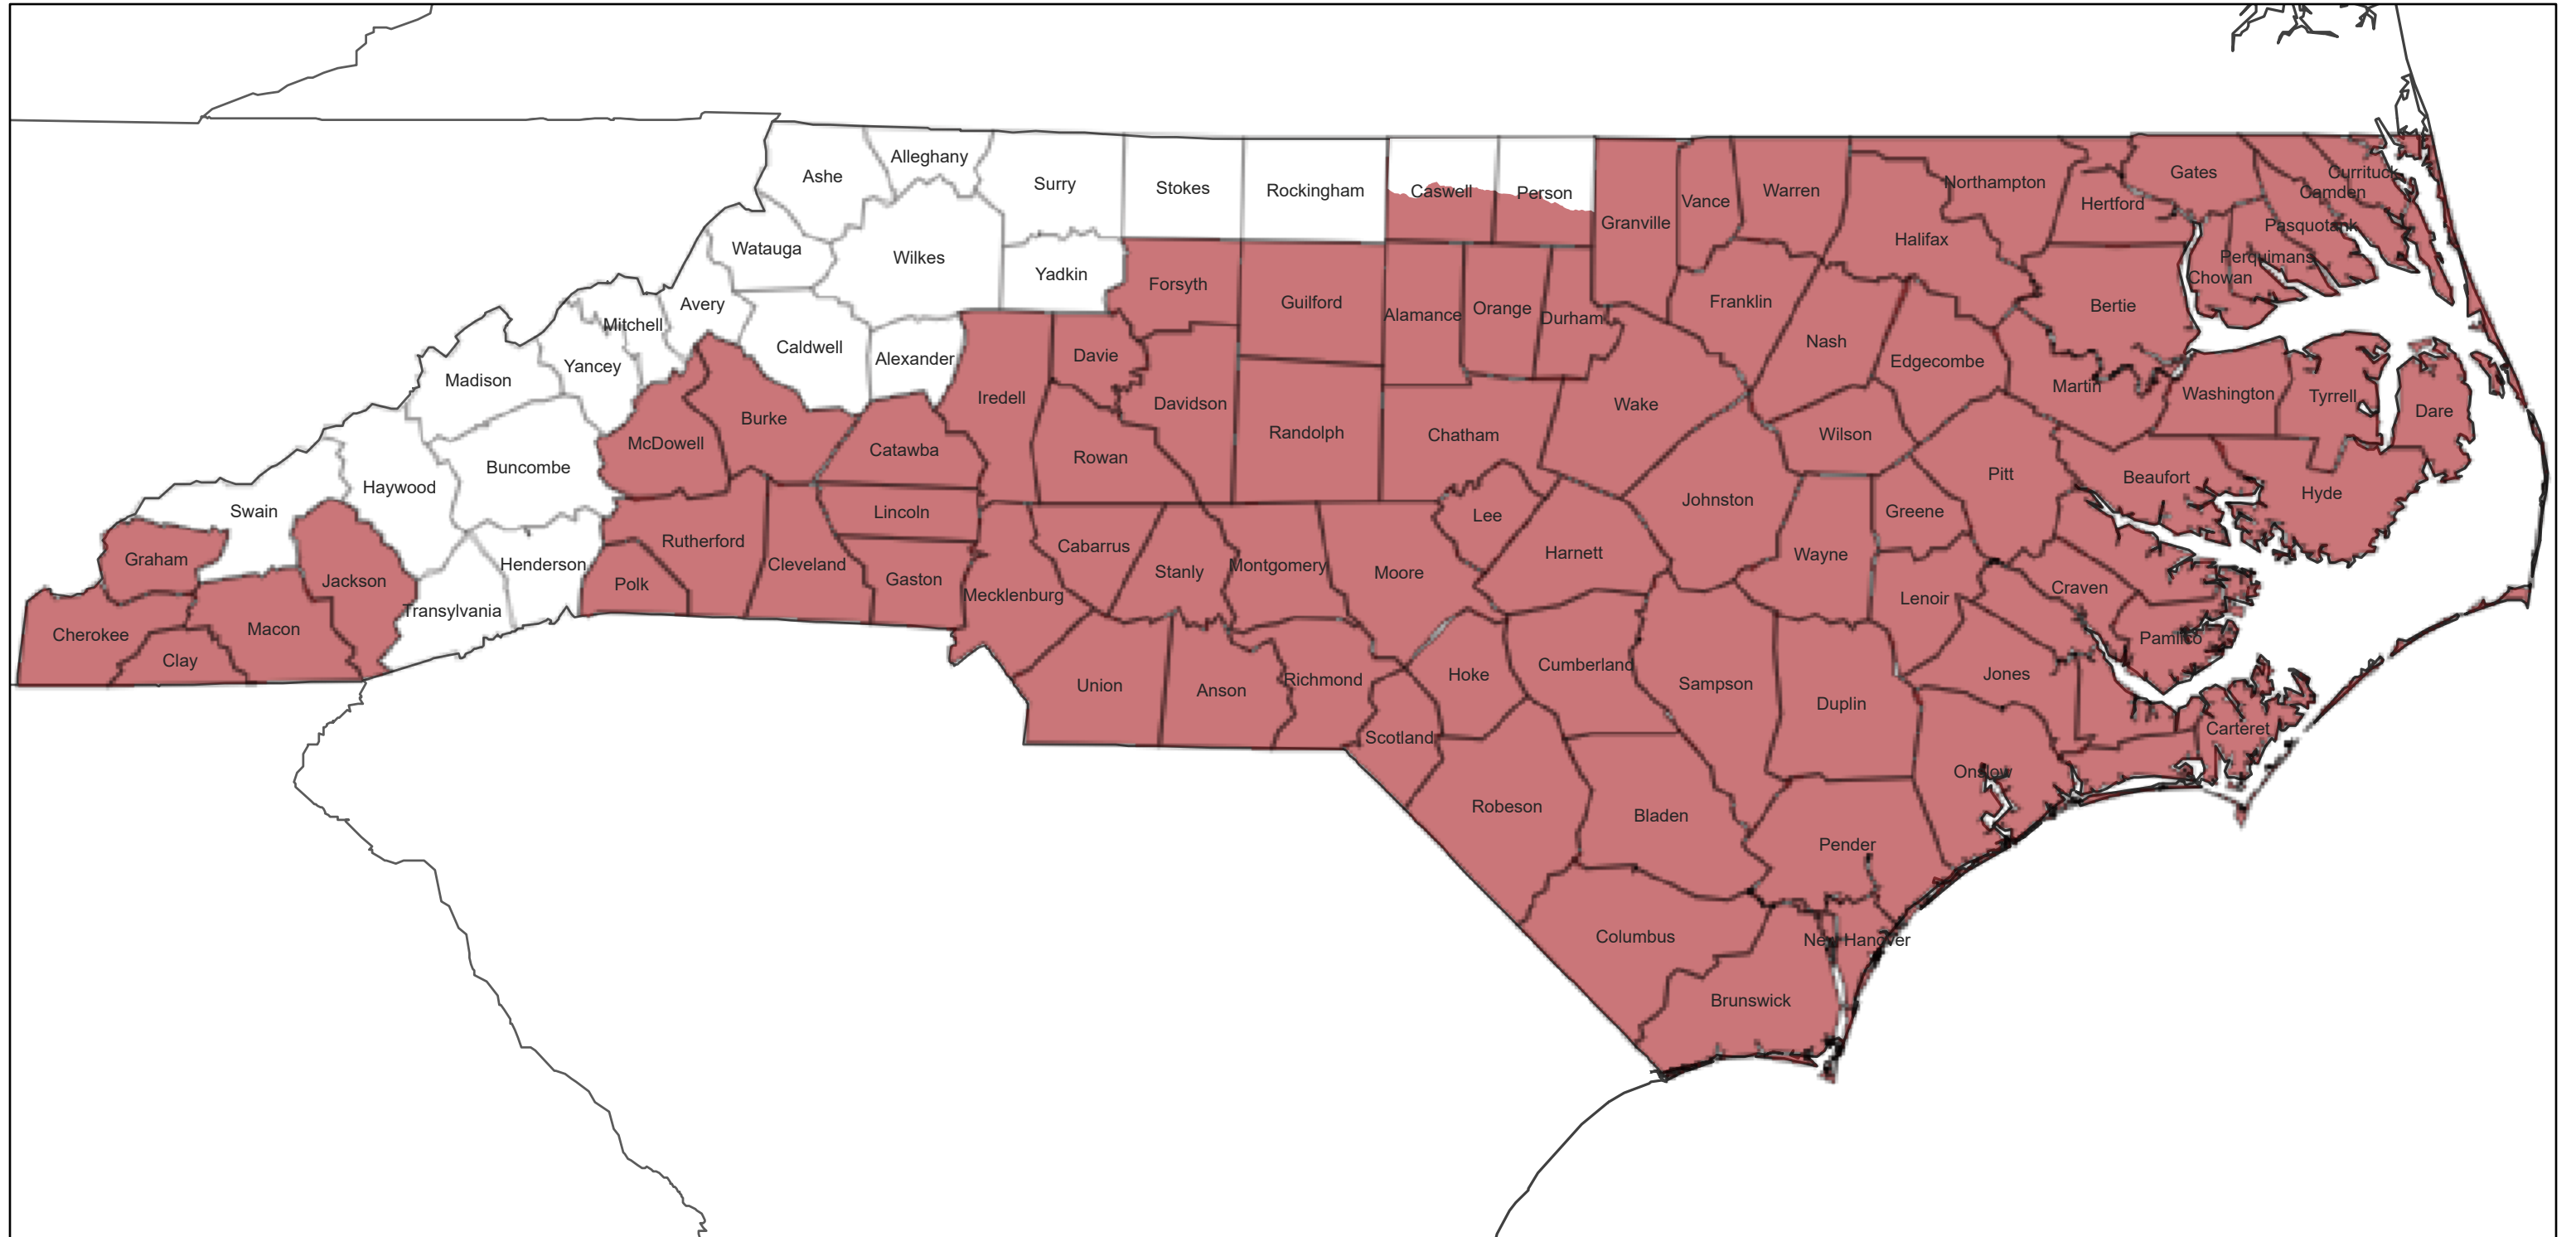 Alleghany
Ashe
Surry
Stokes
Rockingham
Caswell
Person
Granville
Vance
Warren
Northampton
Gates
Currituck
Camden
Hertford
Halifax
Pasquotank
Perquimans
Chowan
Watauga
Wilkes
Yadkin
Forsyth
Guilford
Alamance
Orange
Durham
Franklin
Bertie
Avery
Mitchell
Caldwell
Alexander
Davie
Nash
Edgecombe
Madison
Yancey
Iredell
Davidson
Wake
Martin
Washington
Tyrrell
Dare
Burke
McDowell
Catawba
Rowan
Randolph
Chatham
Wilson
Pitt
Beaufort
Hyde
Buncombe
Haywood
Swain
Lincoln
Lee
Johnston
Greene
Graham
Jackson
Henderson
Rutherford
Cleveland
Polk
Gaston
Cabarrus
Stanly
Montgomery
Moore
Harnett
Wayne
Lenoir
Craven
Mecklenburg
Transylvania
Cherokee
Macon
Clay
Pamlico
Union
Anson
Richmond
Hoke
Cumberland
Sampson
Duplin
Jones
Scotland
Carteret
Onslow
Robeson
Bladen
Pender
Columbus
New Hanover
Brunswick